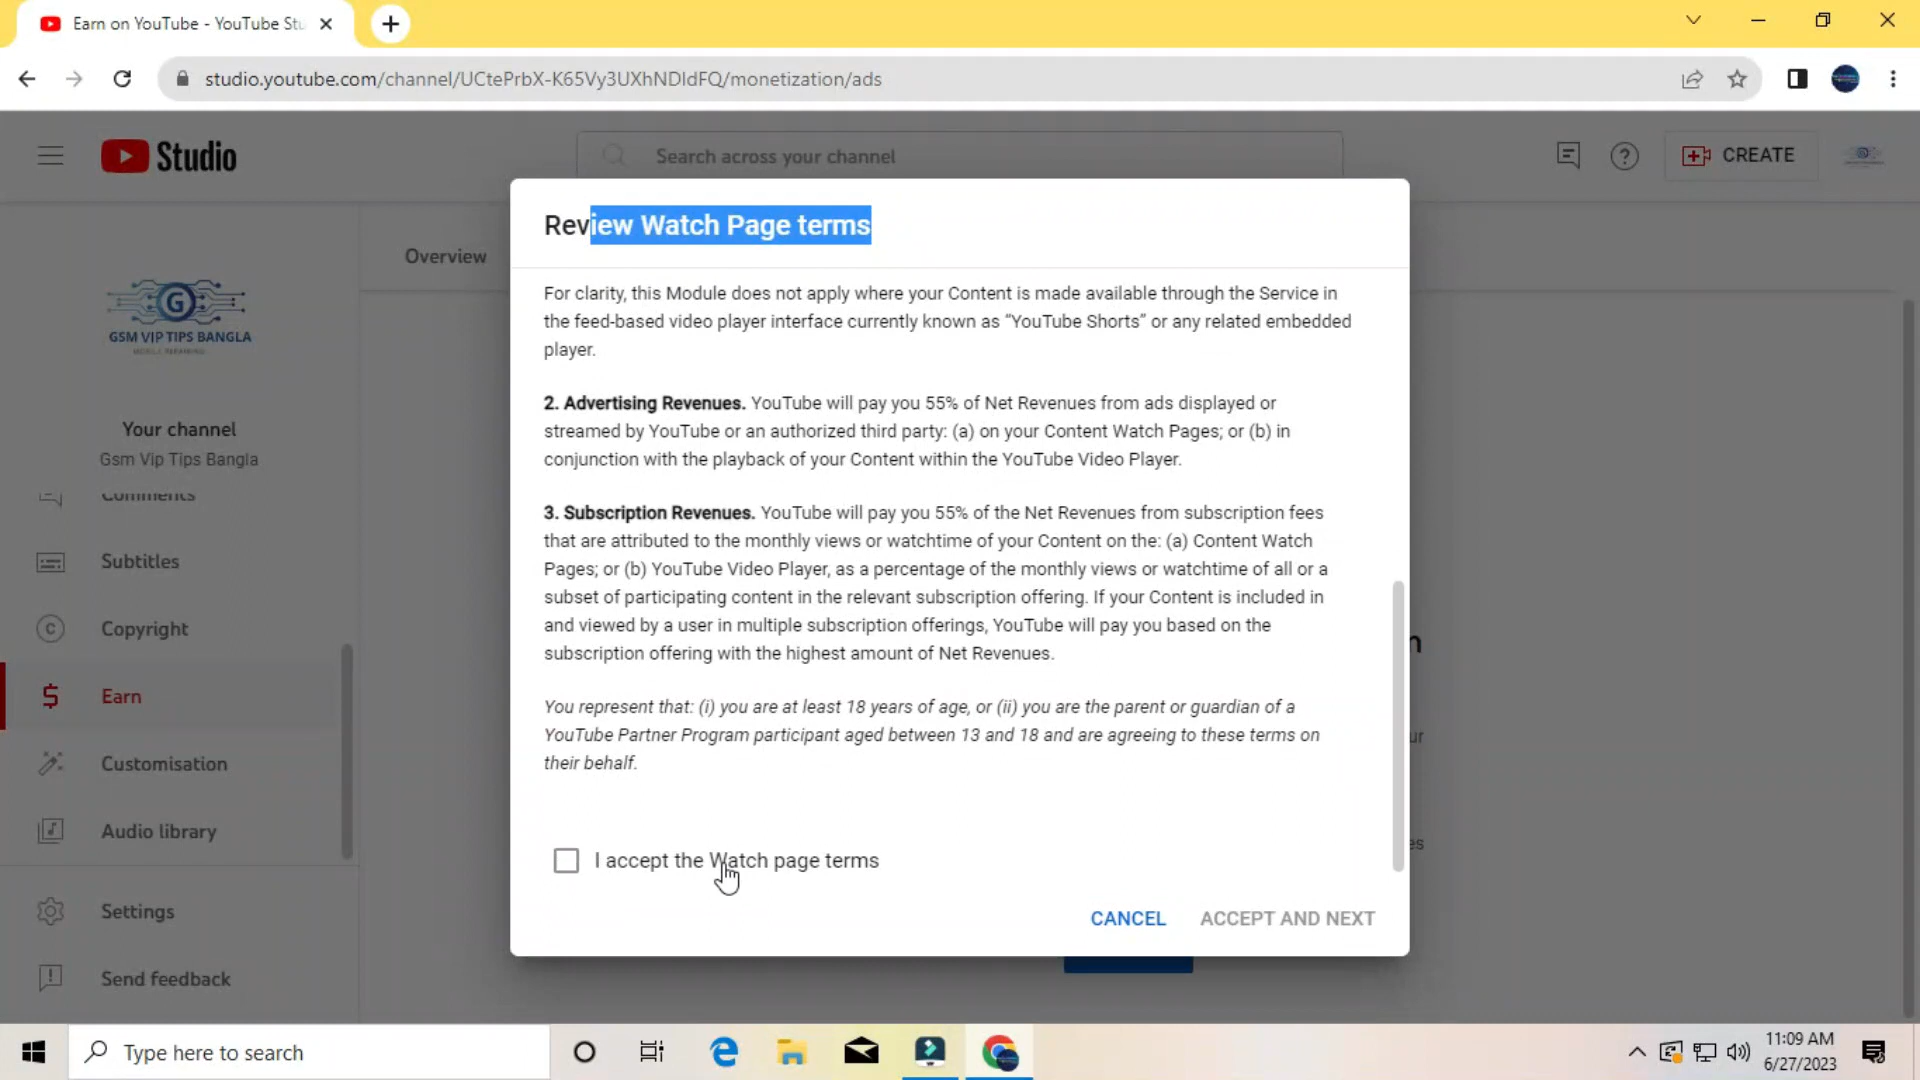 Earn on YouTube - YouTube Stu
studio.youtube.com/channel/UCtePrbX-K65Vy3UXhNDIdFQ/monetization/ads
Studio
Search across your channel
CREATE
Overview
G
GSM VIP TIPS BANGLA
MOBILE REPAIRING
Your channel
Gsm Vip Tips Bangla
Comments
Subtitles
Copyright
Earn
Customisation
Audio library
Settings
Send feedback
Review Watch Page terms
For clarity, this Module does not apply where your Content is made available through the Service in
the feed-based video player interface currently known as “YouTube Shorts” or any related embedded
player.
2. Advertising Revenues. YouTube will pay you 55% of Net Revenues from ads displayed or
streamed by YouTube or an authorized third party: (a) on your Content Watch Pages; or (b) in
conjunction with the playback of your Content within the YouTube Video Player.
3. Subscription Revenues. YouTube will pay you 55% of the Net Revenues from subscription fees
that are attributed to the monthly views or watchtime of your Content on the: (a) Content Watch
Pages; or (b) YouTube Video Player, as a percentage of the monthly views or watchtime of all or a
subset of participating content in the relevant subscription offering. If your Content is included in
and viewed by a user in multiple subscription offerings, YouTube will pay you based on the
subscription offering with the highest amount of Net Revenues.
You represent that: (i) you are at least 18 years of age, or (ii) you are the parent or guardian of a
YouTube Partner Program participant aged between 13 and 18 and are agreeing to these terms on
their behalf.
I accept the Watch page terms
CANCEL ACCEPT AND NEXT
Type here to search
11:09 AM
6/27/2023